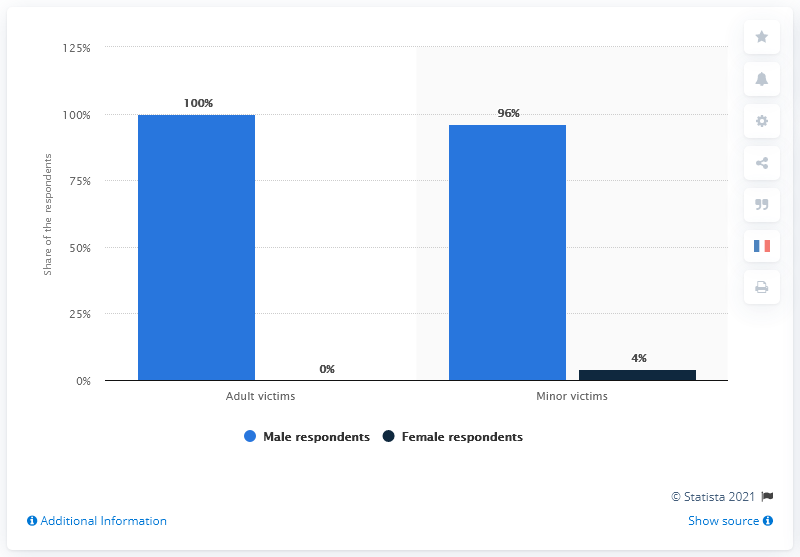 125%
100%
75%
50%
25%
0%
Share of the respondents
100%
0%
96%
4%
Adult victims
Minor victims
Male respondents
Female respondents
© Statista 2021
Additional Information
Show source